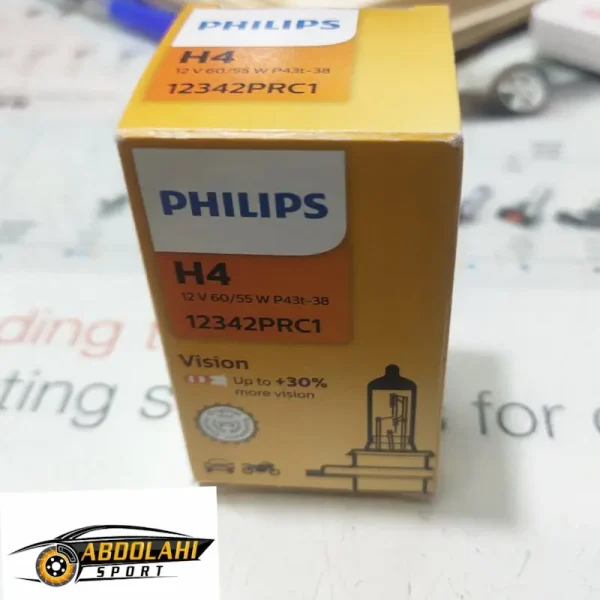 PHILIPS
H4
12 V 60/55 W P43t-38
12342PRC1
PHILIPS
H4
12 V 60/55 W P43t-38
12342PRC1
Vision
Up to +30%
more vision
ding t
ting s
for
ABDOLAHI
SPORT